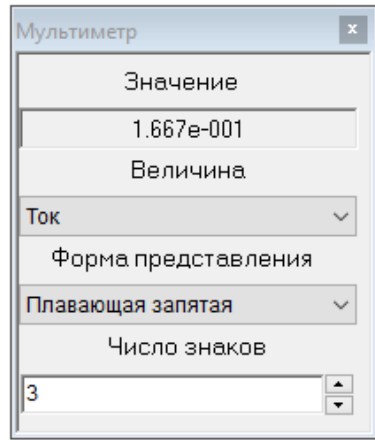 Мультиметр
x
Значение
1.667e-001
Величина
Ток
Форма представления
Плавающая запятая
Число знаков
3